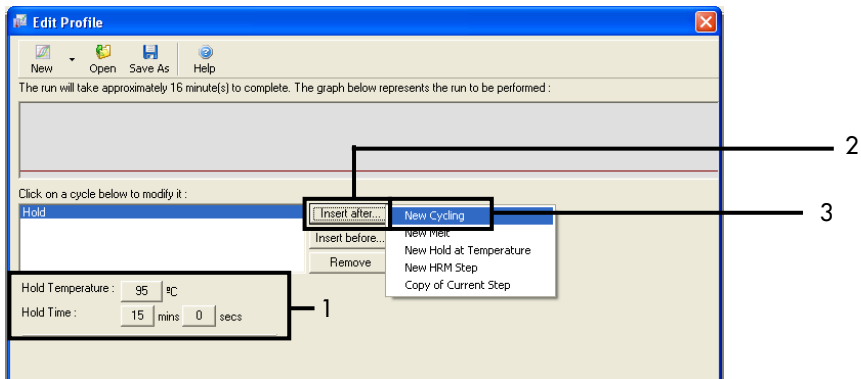 Edit Profile
New Open Save As Help
The run will take approximately 16 minute(s) to complete. The graph below represents the run to be performed :
2
Click on a cycle below to modify it :
Hold
Insert after...
New Cycling
3
New Melt
Insert before...
New Hold at Temperature
Remove
New HRM Step
Copy of Current Step
Hold Temperature : 95 ºC
Hold Time : 15 mins 0 secs
1